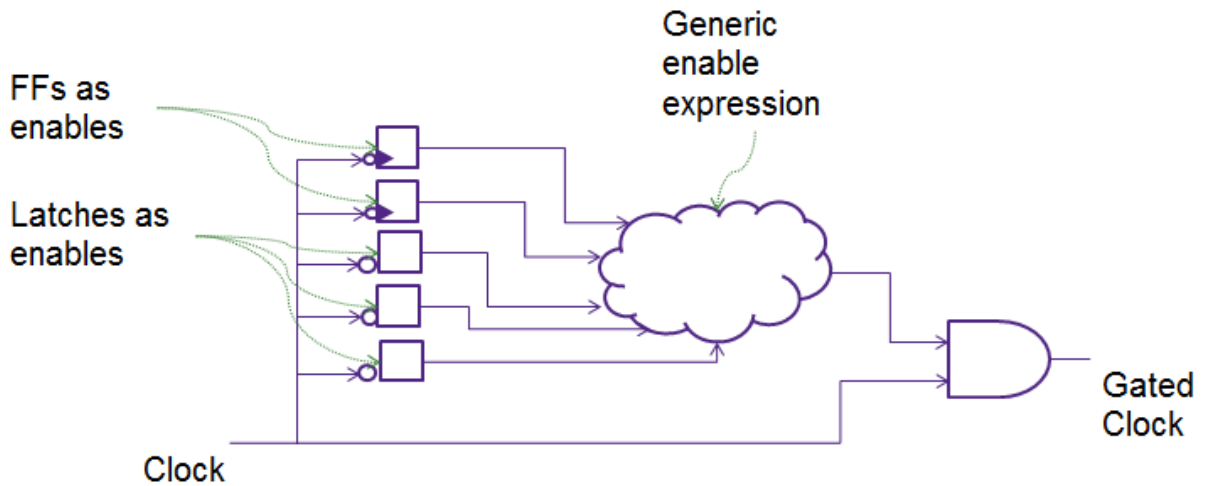 Generic
enable
expression
FFs as
enables
Latches as
enables
Gated
Clock
Clock